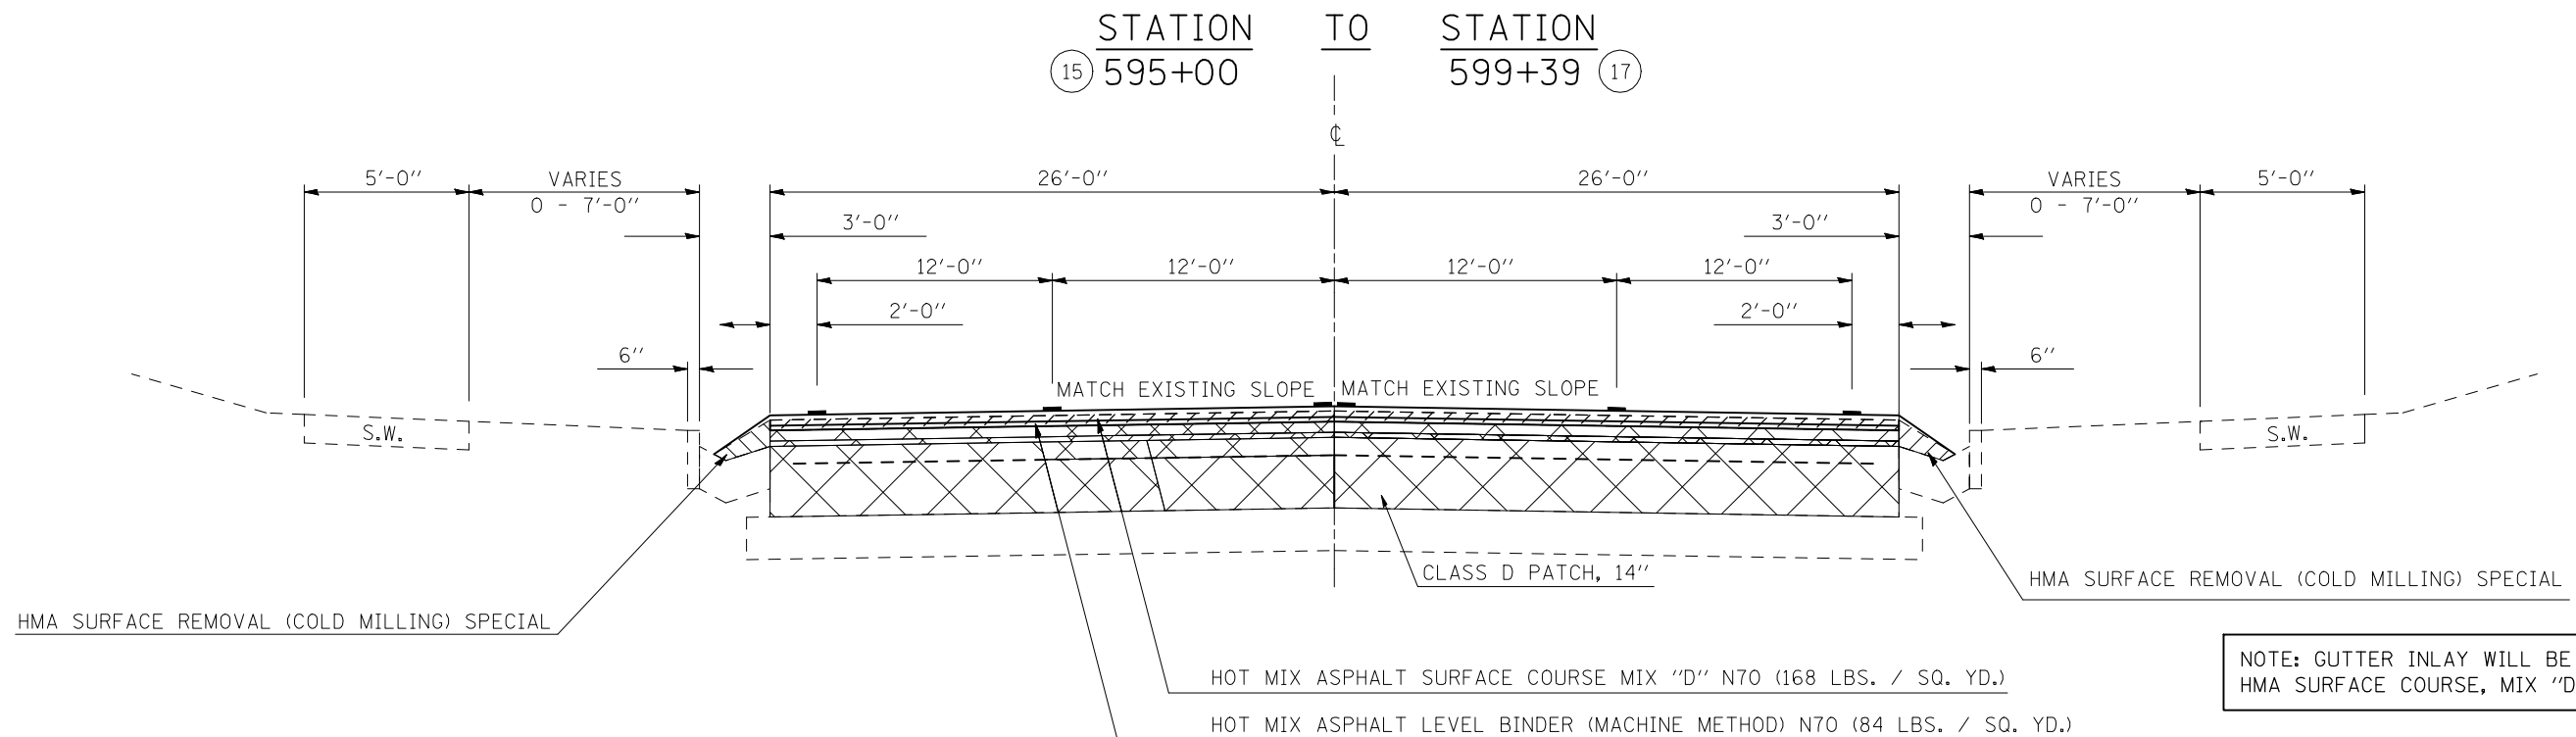 STATION TO STATION
15 595+00 599+39 17
℄
5'-0" VARIES 26'-0" 26'-0" VARIES 5'-0"
0 - 7'-0" 0 - 7'-0"
3'-0" 3'-0"
12'-0" 12'-0" 12'-0" 12'-0"
2'-0" 2'-0"
6" 6"
MATCH EXISTING SLOPE MATCH EXISTING SLOPE
S.W. S.W.
CLASS D PATCH, 14"
HMA SURFACE REMOVAL (COLD MILLING) SPECIAL
HMA SURFACE REMOVAL (COLD MILLING) SPECIAL
NOTE: GUTTER INLAY WILL BE
HMA SURFACE COURSE, MIX "D
HOT MIX ASPHALT SURFACE COURSE MIX "D" N70 (168 LBS. / SQ. YD.)
HOT MIX ASPHALT LEVEL BINDER (MACHINE METHOD) N70 (84 LBS. / SQ. YD.)